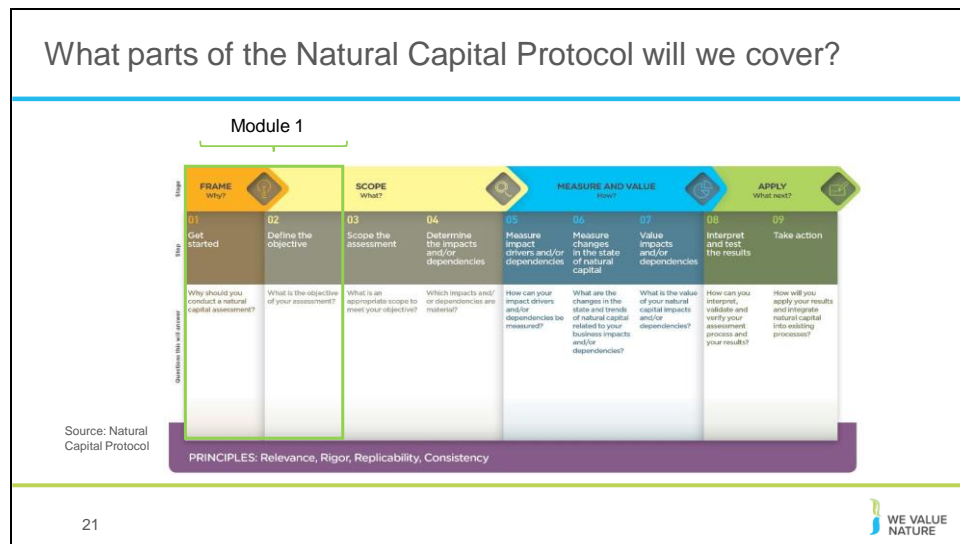 What parts of the Natural Capital Protocol will we cover?
Module 1
Stage
FRAME
Why?
SCOPE
What?
MEASURE AND VALUE
How?
APPLY
What next?
Step
01
Get
started
02
Define the
objective
03
Scope the
assessment
04
Determine
the impacts
and/or
dependencies
05
Measure
impact
drivers and/or
dependencies
06
Measure
changes
in the state
of natural
capital
07
Value
impacts
and/or
dependencies
08
Interpret
and test
the results
09
Take action
Questions this will answer
Why should you
conduct a natural
capital assessment?
What is the objective
of your assessment?
What is an
appropriate scope to
meet your objective?
Which impacts and/
or dependencies are
material?
How can your
impact drivers
and/or
dependencies be
measured?
What are the
changes in the
state and trends
of natural capital
related to your
business impacts
and/or
dependencies?
What is the value
of your natural
capital impacts
and/or
dependencies?
How can you
interpret,
validate and
verify your
assessment
process and
your results?
How will you
apply your results
and integrate
natural capital
into existing
processes?
Source: Natural
Capital Protocol
PRINCIPLES: Relevance, Rigor, Replicability, Consistency
21
WE VALUE
NATURE